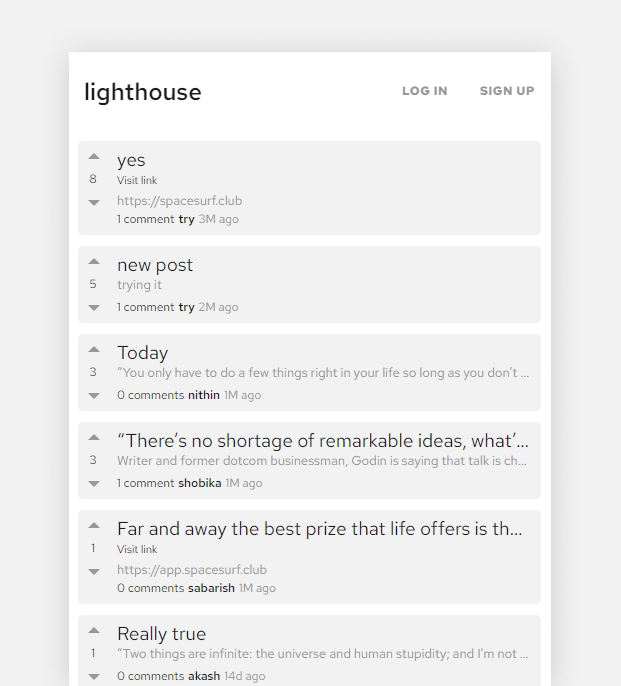 lighthouse
LOG IN
SIGN UP
yes
8
Visit link
https://spacesurf.club
1 comment try 3M ago
new post
5
trying it
1 comment try 2M ago
Today
3
“You only have to do a few things right in your life so long as you don’t ...
0 comments nithin 1M ago
“There’s no shortage of remarkable ideas, what’...
3
Writer and former dotcom businessman, Godin is saying that talk is ch...
1 comment shobika 1M ago
Far and away the best prize that life offers is th...
1
Visit link
https://app.spacesurf.club
0 comments sabarish 1M ago
Really true
1
“Two things are infinite: the universe and human stupidity; and I'm not ...
0 comments akash 14d ago